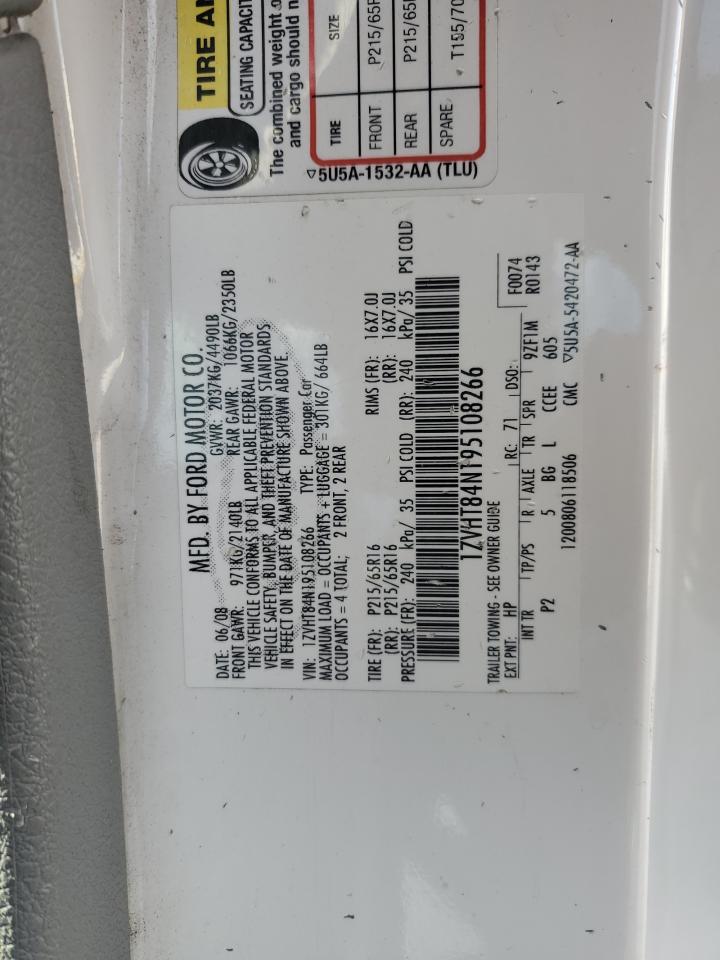 TIRE AN
SEATING CAPACIT
The combined weight o
and cargo should n
TIRE SIZE
FRONT P215/65R
REAR P215/65R
SPARE T195/70
5U5A-1532-AA (TLU)
MFD. BY FORD MOTOR CO.
DATE: 06/08 GVWR: 2037KG/4490LB
FRONT GAWR: 971KG/2140LB REAR GAWR: 1066KG/2350LB
THIS VEHICLE CONFORMS TO ALL APPLICABLE FEDERAL MOTOR
VEHICLE SAFETY, BUMPER, AND THEFT PREVENTION STANDARDS
IN EFFECT ON THE DATE OF MANUFACTURE SHOWN ABOVE.
VIN: 1ZVHT84N195108266 TYPE: Passenger Car
MAXIMUM LOAD = OCCUPANTS + LUGGAGE = 301KG/ 664LB
OCCUPANTS = 4 TOTAL; 2 FRONT, 2 REAR
TIRE (FR): P215/65R16 RIMS (FR): 16X7.0J
(RR): P215/65R16 (RR): 16X7.0J
PRESSURE (FR): 240 kPa/ 35 PSI COLD (RR): 240 kPa/ 35 PSI COLD
1ZVHT84N195108266
TRAILER TOWING - SEE OWNER GUIDE
EXT PNT: HP RC: 71 DSO: F0074
R0143
INT TR TP/PS R AXLE TR SPR 9ZF1M
P2 5 BG L CCEE 605
1200806118506 CMC 5U5A-5420472-AA